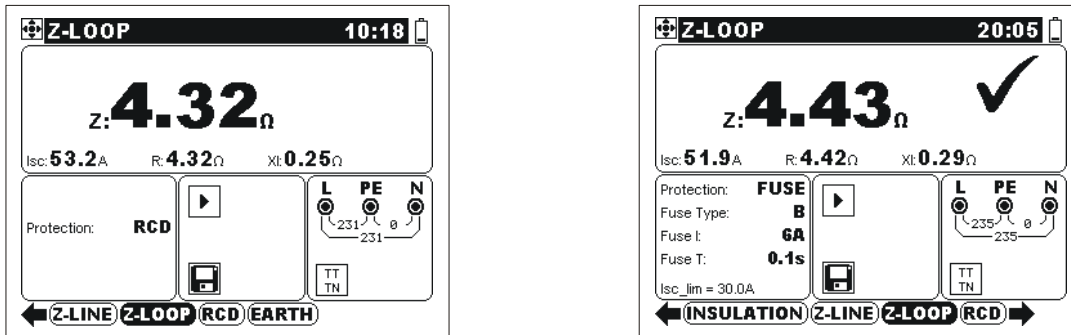 Z-LOOP 10:18
Z: 4.32Ω
Isc: 53.2A R: 4.32Ω Xl: 0.25Ω
Protection: RCD
L PE N
231 0
231
TT
TN
Z-LINE Z-LOOP RCD EARTH
Z-LOOP 20:05
Z: 4.43Ω
Isc: 51.9A R: 4.42Ω Xl: 0.29Ω
Protection: FUSE
Fuse Type: B
Fuse I: 6A
Fuse T: 0.1s
Isc_lim = 30.0A
L PE N
235 0
235
TT
TN
INSULATION Z-LINE Z-LOOP RCD